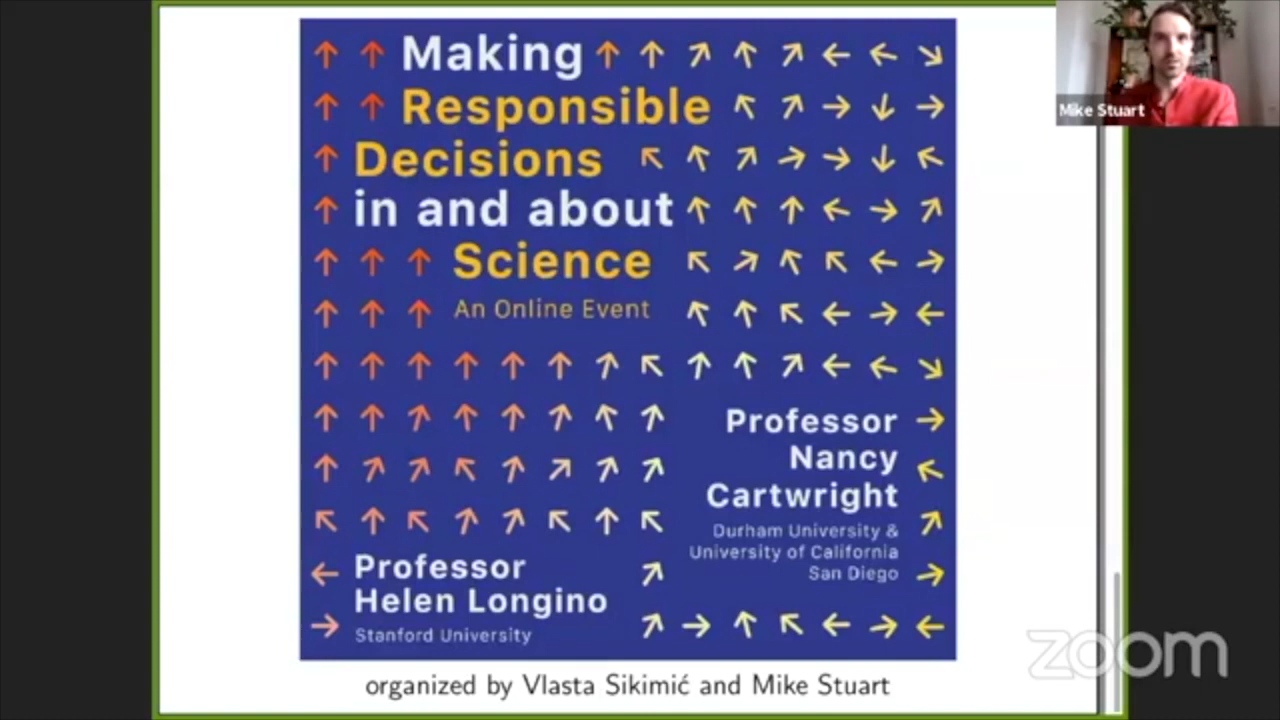 Making
Responsible
Decisions
in and about
Science
An Online Event
Professor
Nancy
Cartwright
Durham University &
University of California
San Diego
Professor
Helen Longino
Stanford University
organized by Vlasta Sikimić and Mike Stuart
Mike Stuart
zoom